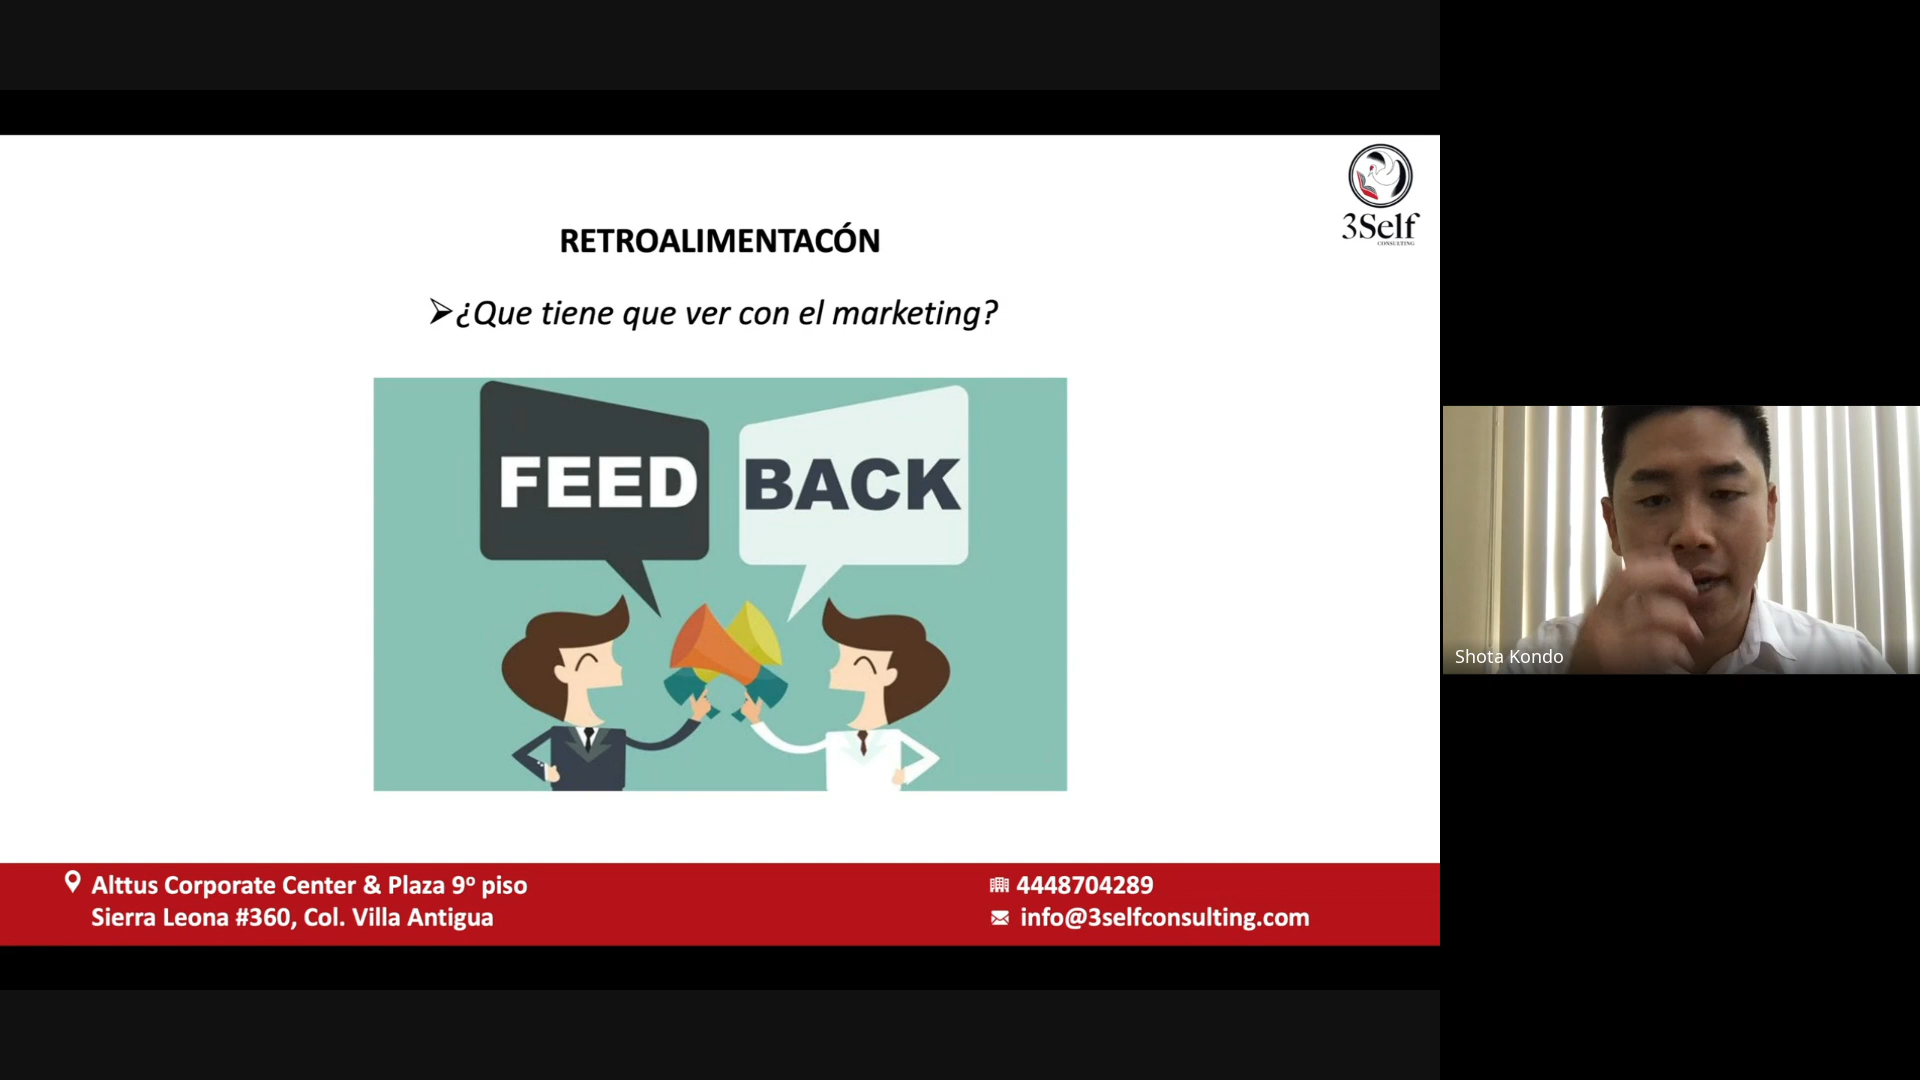 3Self
CONSULTING
RETROALIMENTACÓN
➢¿Que tiene que ver con el marketing?
FEED
BACK
Alttus Corporate Center & Plaza 9º piso
Sierra Leona #360, Col. Villa Antigua
4448704289
info@3selfconsulting.com
Shota Kondo